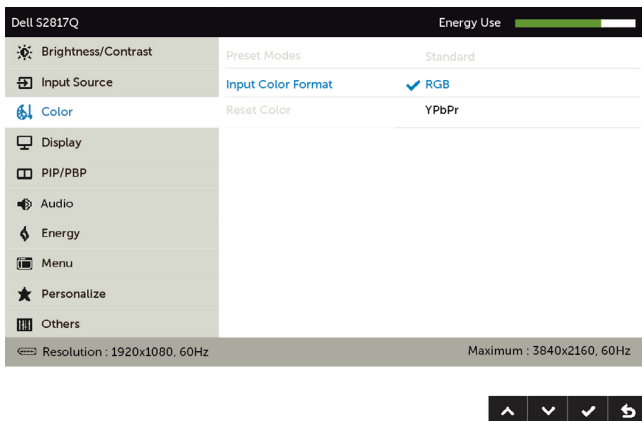 Dell S2817Q Energy Use
Brightness/Contrast Preset Modes Standard
Input Source Input Color Format RGB
Color Reset Color YPbPr
Display
PIP/PBP
Audio
Energy
Menu
Personalize
Others
Resolution : 1920x1080, 60Hz Maximum : 3840x2160, 60Hz